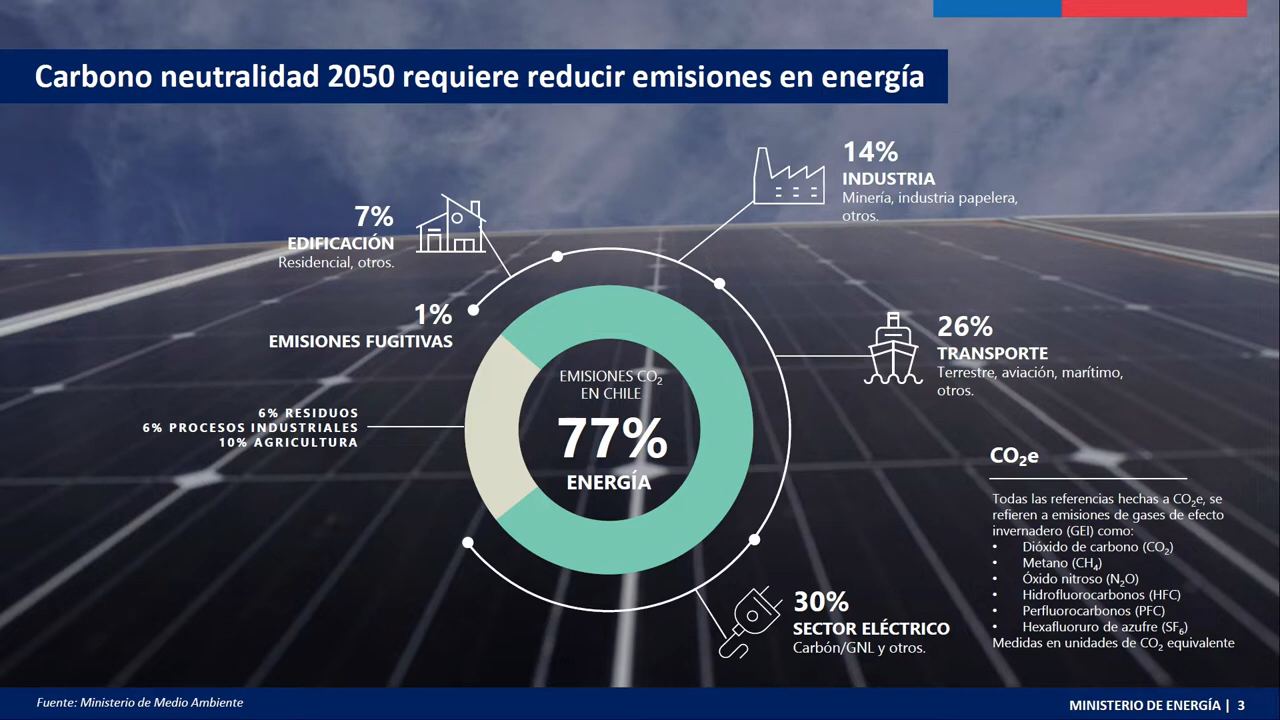 Carbono neutralidad 2050 requiere reducir emisiones en energía
14%
INDUSTRIA
Minería, industria papelera,
otros.
7%
EDIFICACIÓN
Residencial, otros.
1%
EMISIONES FUGITIVAS
26%
TRANSPORTE
Terrestre, aviación, marítimo,
otros.
EMISIONES CO₂
EN CHILE
77%
ENERGÍA
6% RESIDUOS
6% PROCESOS INDUSTRIALES
10% AGRICULTURA
CO₂e
Todas las referencias hechas a CO₂e, se
refieren a emisiones de gases de efecto
invernadero (GEI) como:
• Dióxido de carbono (CO₂)
• Metano (CH₄)
• Óxido nitroso (N₂O)
• Hidrofluorocarbonos (HFC)
• Perfluorocarbonos (PFC)
• Hexafluoruro de azufre (SF₆)
Medidas en unidades de CO₂ equivalente
30%
SECTOR ELÉCTRICO
Carbón/GNL y otros.
Fuente: Ministerio de Medio Ambiente
MINISTERIO DE ENERGÍA | 3